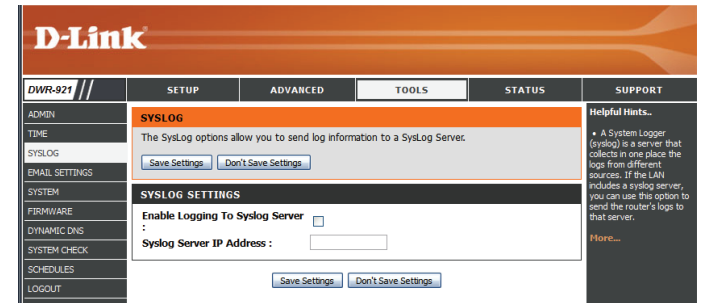 D-Link
DWR-921
SETUP
ADVANCED
TOOLS
STATUS
SUPPORT
ADMIN
TIME
SYSLOG
EMAIL SETTINGS
SYSTEM
FIRMWARE
DYNAMIC DNS
SYSTEM CHECK
SCHEDULES
LOGOUT
SYSLOG
The SysLog options allow you to send log information to a SysLog Server.
Save Settings
Don't Save Settings
SYSLOG SETTINGS
Enable Logging To Syslog Server
:
Syslog Server IP Address :
Save Settings
Don't Save Settings
Helpful Hints..
• A System Logger
(syslog) is a server that
collects in one place the
logs from different
sources. If the LAN
includes a syslog server,
you can use this option to
send the router's logs to
that server.
More...